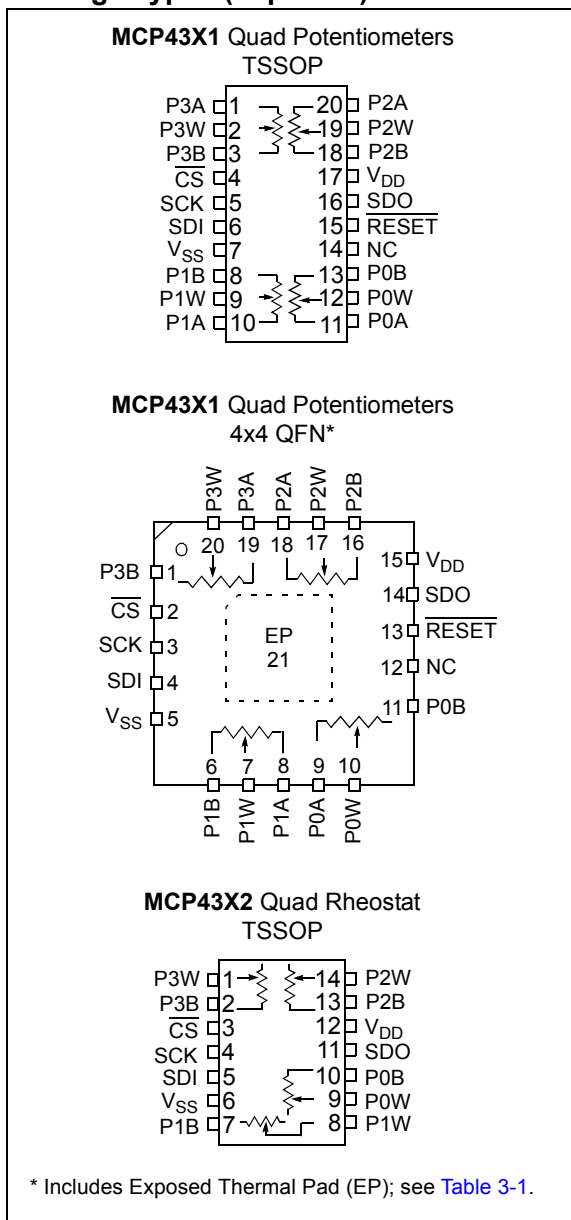 MCP43X1 Quad Potentiometers
TSSOP
P3A 1 20 P2A
P3W 2 19 P2W
P3B 3 18 P2B
CS 4 17 VDD
SCK 5 16 SDO
SDI 6 15 RESET
VSS 7 14 NC
P1B 8 13 P0B
P1W 9 12 P0W
P1A 10 11 P0A
MCP43X1 Quad Potentiometers
4x4 QFN*
P3W P3A P2A P2W P2B
20 19 18 17 16
P3B 1 15 VDD
CS 2 14 SDO
SCK 3 EP 13 RESET
SDI 4 21 12 NC
VSS 5 11 P0B
6 7 8 9 10
P1B P1W P1A P0A P0W
MCP43X2 Quad Rheostat
TSSOP
P3W 1 14 P2W
P3B 2 13 P2B
CS 3 12 VDD
SCK 4 11 SDO
SDI 5 10 P0B
VSS 6 9 P0W
P1B 7 8 P1W
* Includes Exposed Thermal Pad (EP); see Table 3-1.